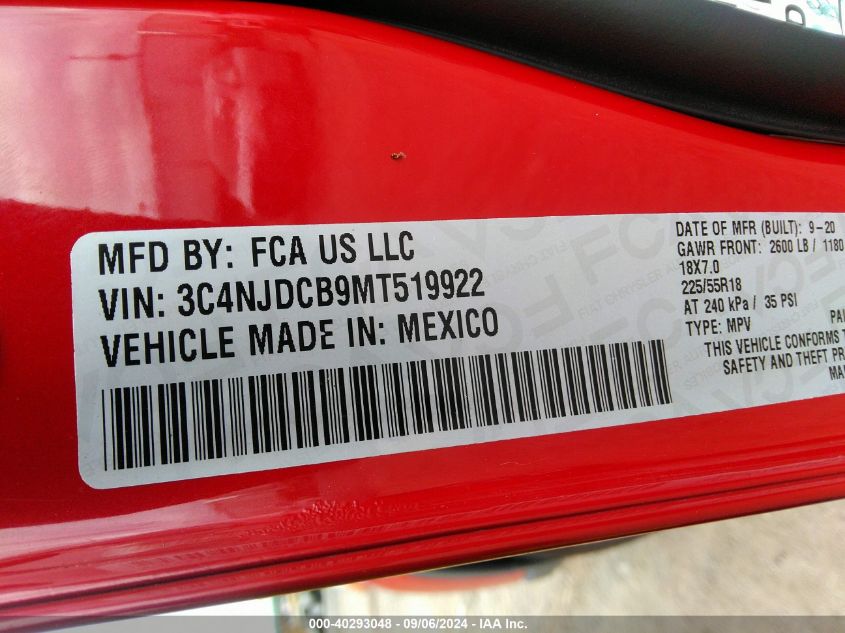 MFD BY: FCA US LLC
VIN: 3C4NJDCB9MT519922
VEHICLE MADE IN: MEXICO
DATE OF MFR (BUILT): 9-20
GAWR FRONT: 2600 LB / 1180
18X7.0
225/55R18
AT 240 kPa / 35 PSI
TYPE: MPV
THIS VEHICLE CONFORMS
SAFETY AND THEFT
000-40293048 - 09/06/2024 - IAA Inc.